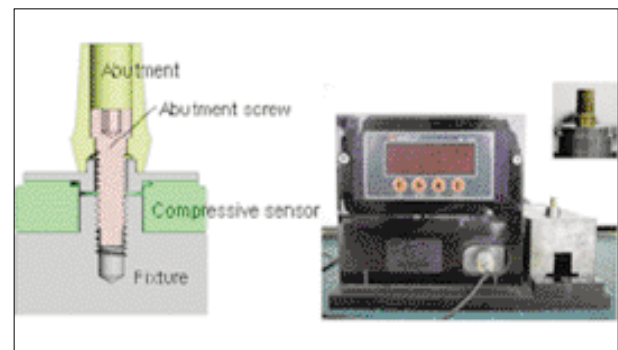 Abutment
Abutment screw
Compressive sensor
Fixture